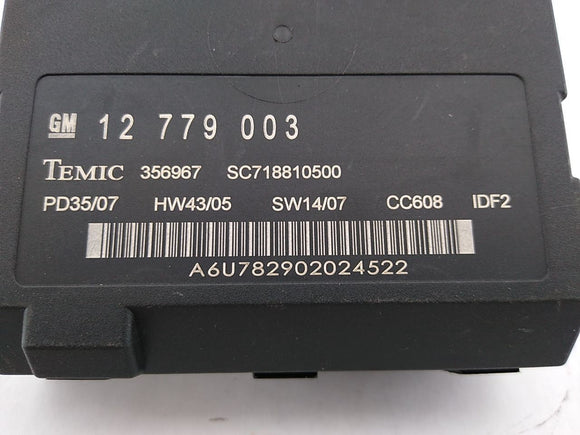 GM 12 779 003
TEMIC 356967 SC718810500
PD35/07 HW43/05 SW14/07 CC608 IDF2
A6U782902024522